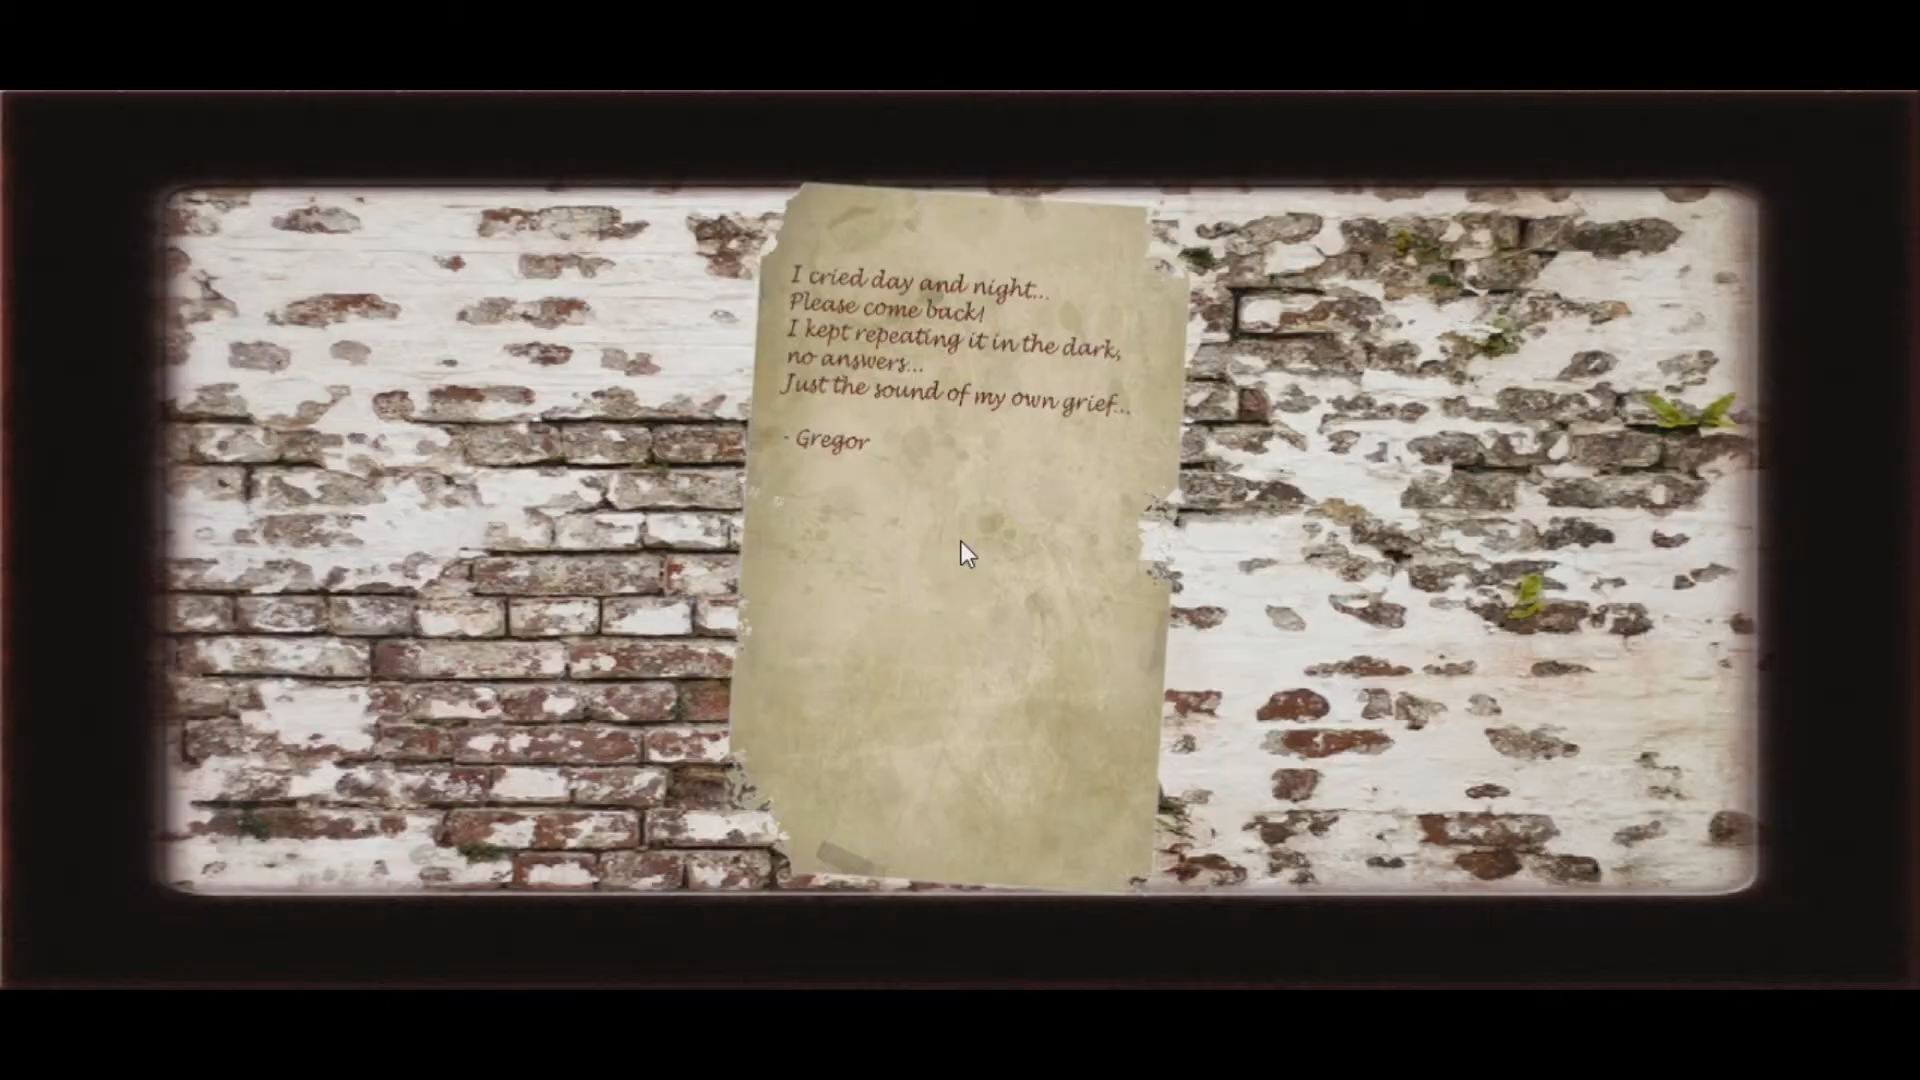 I cried day and night...
Please come back!
I kept repeating it in the dark,
no answers...
Just the sound of my own grief...
- Gregor